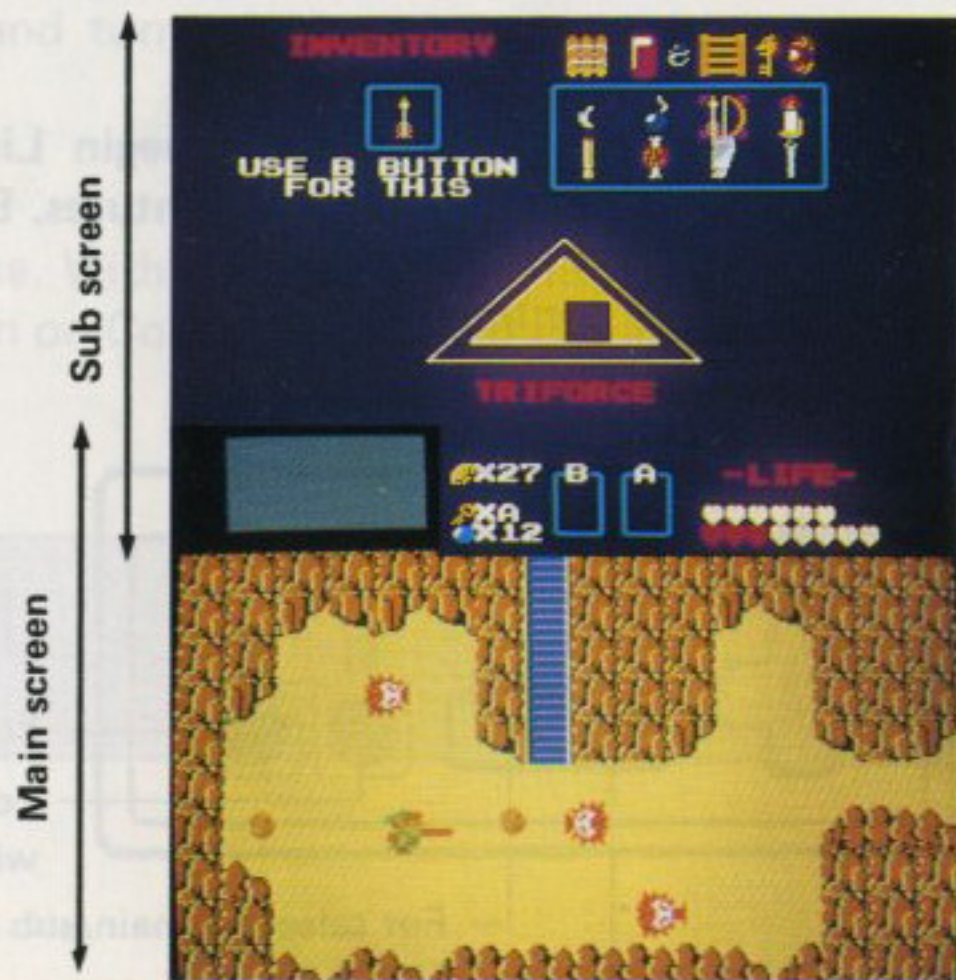 INVENTORY
USE B BUTTON
FOR THIS
TRIFORCE
X27
B
A
-LIFE-
XA
X12
Sub screen
Main screen